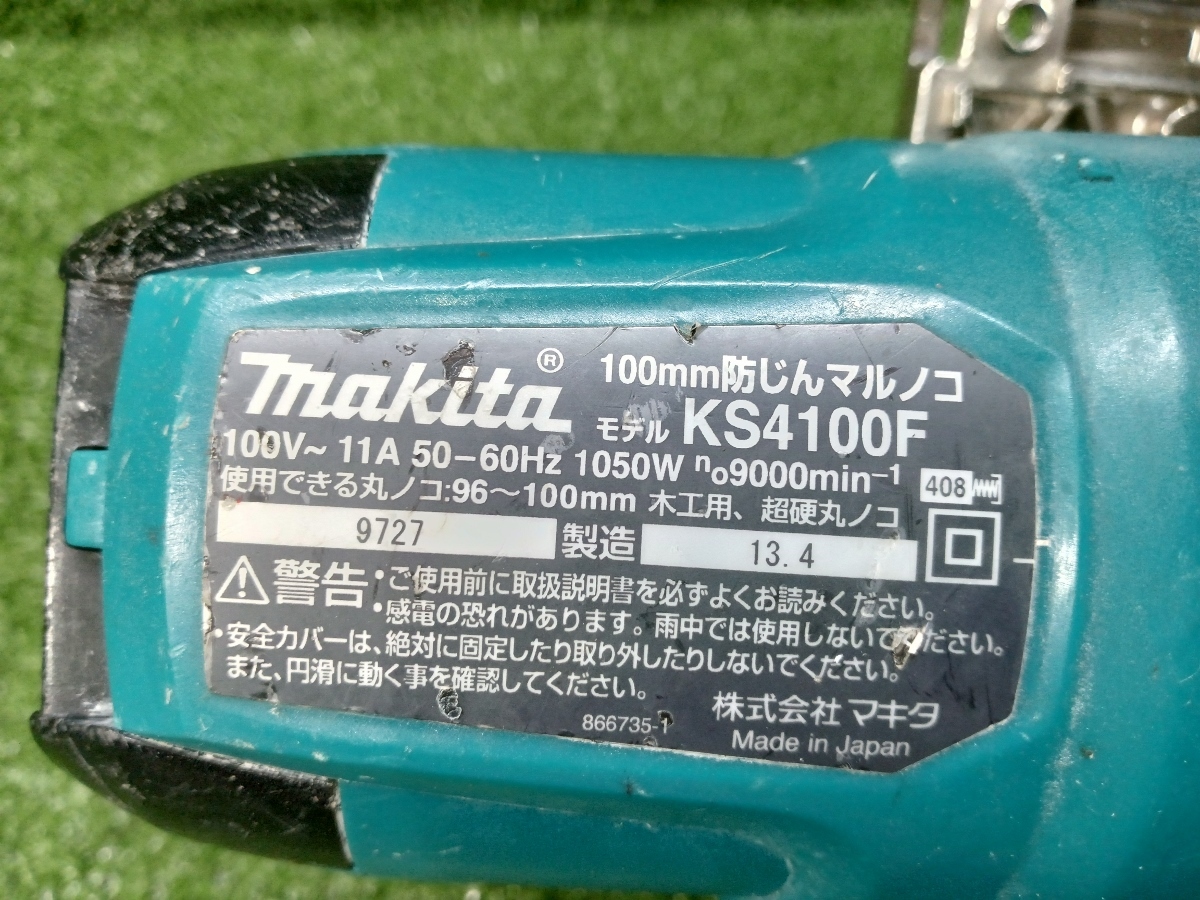 makita®
100mm防じんマルノコ
モデル KS4100F
100V~ 11A 50-60Hz 1050W n₀9000min⁻¹
使用できる丸ノコ:96〜100mm 木工用、超硬丸ノコ
408
9727 製造 13.4
警告 ・ご使用前に取扱説明書を必ずよくお読みください。
・感電の恐れがあります。雨中では使用しないでください。
・安全カバーは、絶対に固定したり取り外したりしないでください。
また、円滑に動く事を確認してください。
866735-1
株式会社 マキタ
Made in Japan